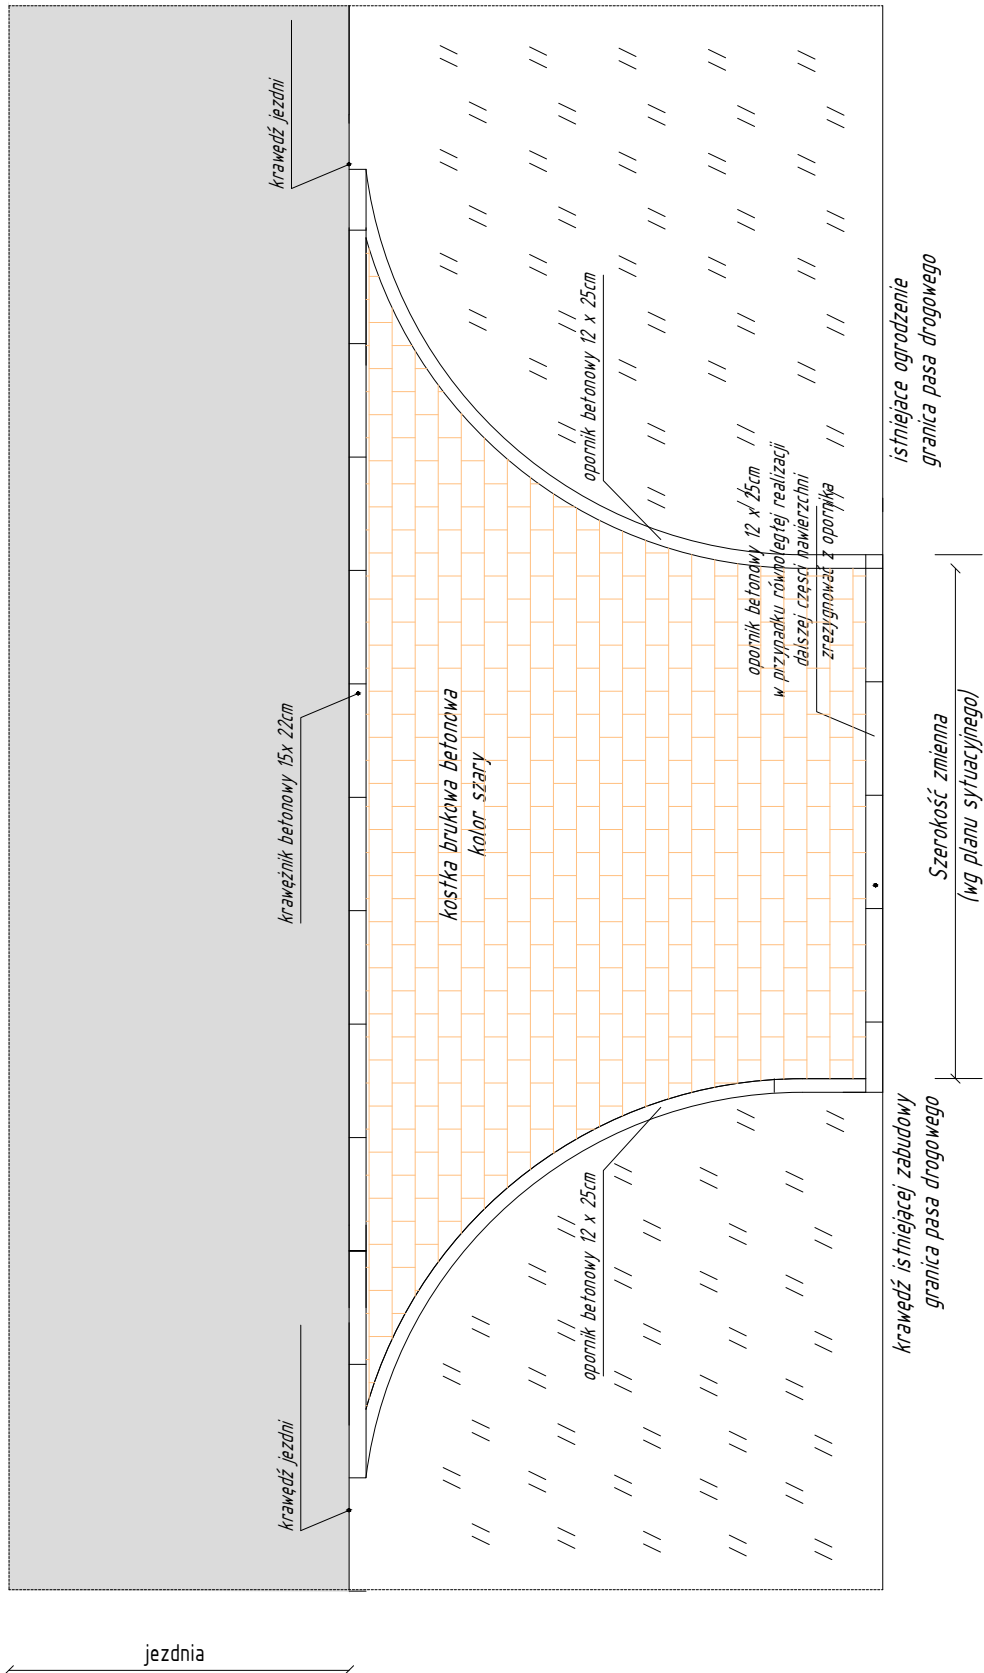 krawędź jezdni
krawężnik betonowy 15x 22cm
krawędź jezdni
kostka brukowa betonowa
kolor szary
opornik betonowy 12 x 25cm
opornik betonowy 12 x 25cm
opornik betonowy 12 x 25cm
w przypadku równoległej realizacji
dalszej części nawierzchni
zrezygnować z opornika
istniejace ogrodzenie
granica pasa drogowego
Szerokość zmienna
(wg planu sytuacyjnego)
krawędź istniejącej zabudowy
granica pasa drogowego
jezdnia